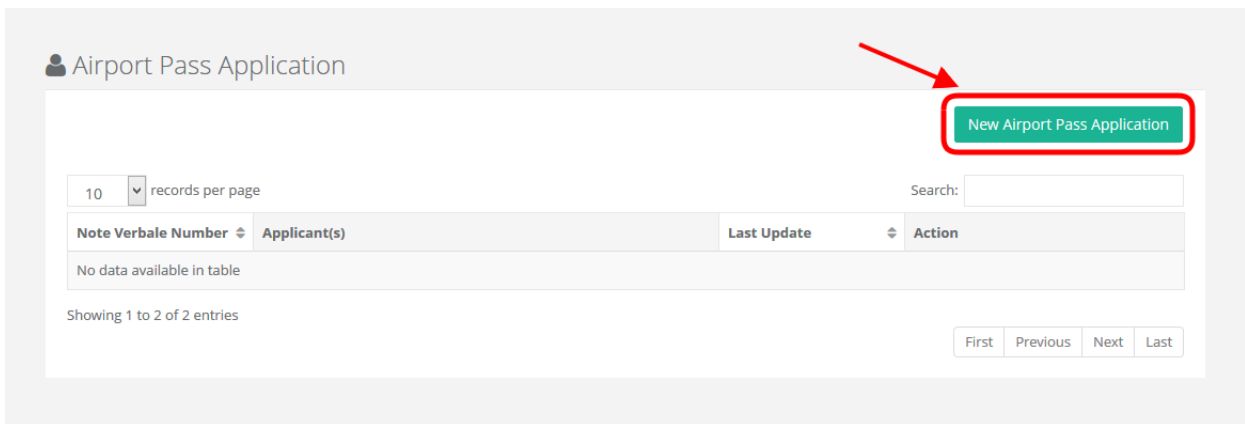 Airport Pass Application
New Airport Pass Application
10 records per page Search:
Note Verbale Number Applicant(s) Last Update Action
No data available in table
Showing 1 to 2 of 2 entries
First Previous Next Last